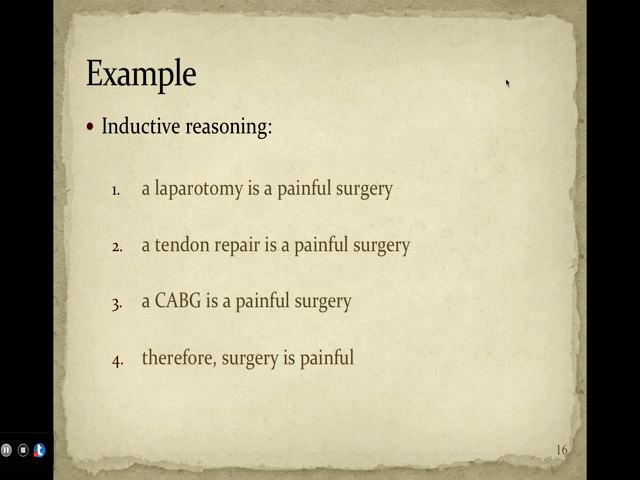 Example
• Inductive reasoning:
1. a laparotomy is a painful surgery
2. a tendon repair is a painful surgery
3. a CABG is a painful surgery
4. therefore, surgery is painful
16